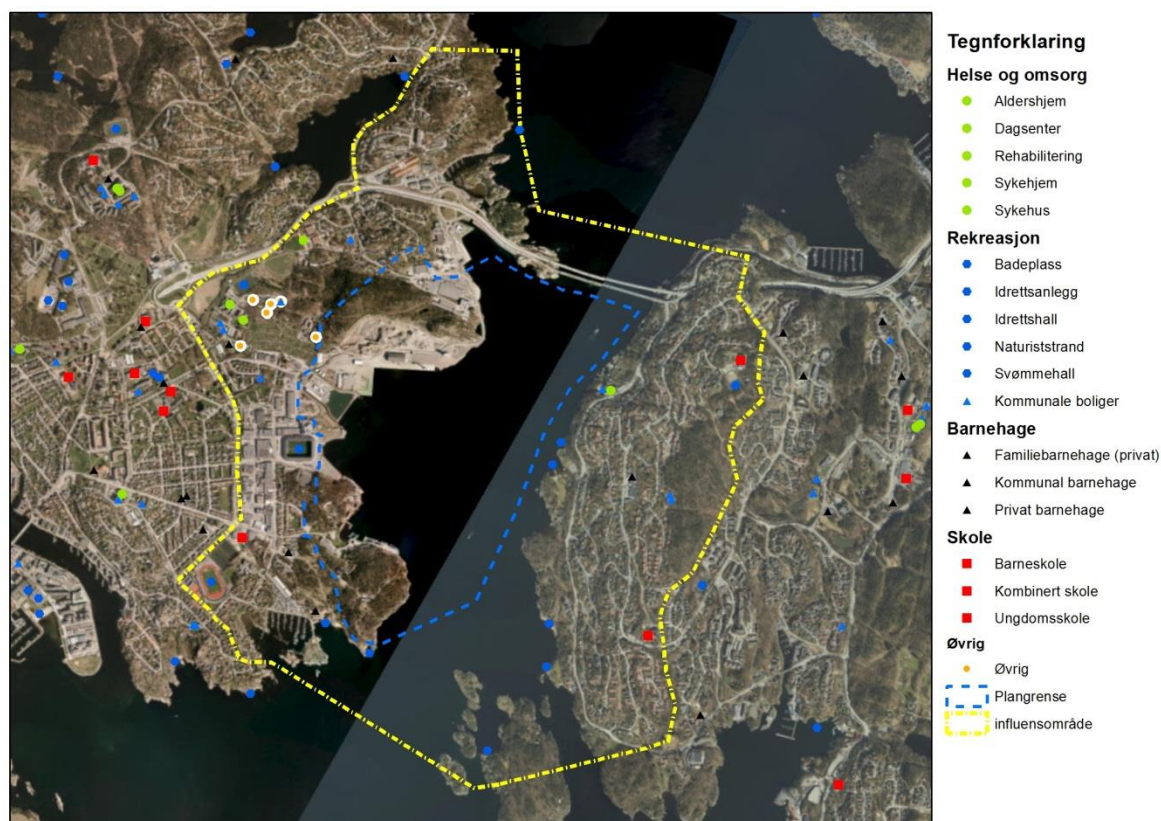 Tegnforklaring
Helse og omsorg
Aldershjem
Dagsenter
Rehabilitering
Sykehjem
Sykehus
Rekreasjon
Badeplass
Idrettsanlegg
Idrettshall
Naturiststrand
Svømmehall
Kommunale boliger
Barnehage
Familiebarnehage (privat)
Kommunal barnehage
Privat barnehage
Skole
Barneskole
Kombinert skole
Ungdomsskole
Øvrig
Øvrig
Plangrense
influensområde